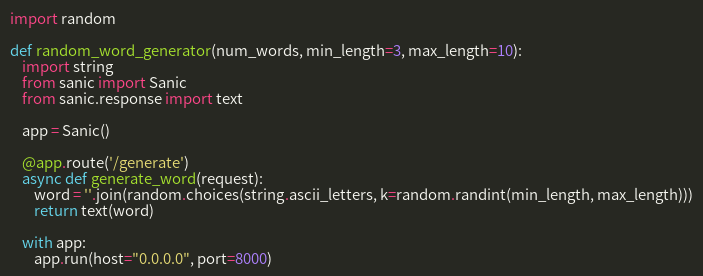 import random
def random_word_generator(num_words, min_length=3, max_length=10):
import string
from sanic import Sanic
from sanic.response import text
app = Sanic()
@app.route('/generate')
async def generate_word(request):
word = ''.join(random.choices(string.ascii_letters, k=random.randint(min_length, max_length)))
return text(word)
with app:
app.run(host="0.0.0.0", port=8000)